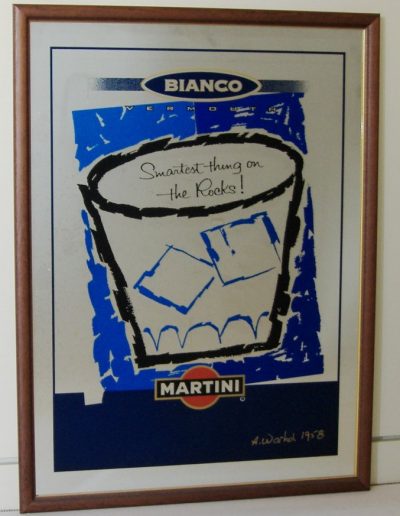 BIANCO
VERMOUTH
Smartest thing on
the Rocks!
MARTINI
©
A. Warhol 1958